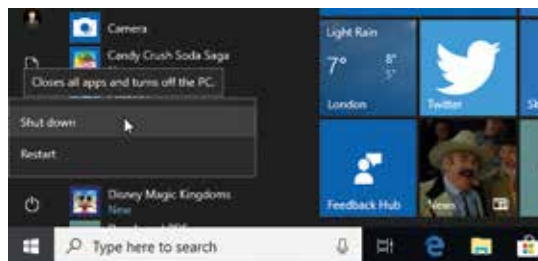 Camera
Candy Crush Soda Saga
Closes all apps and turns off the PC.
Shut down
Restart
Disney Magic Kingdoms
New
Type here to search
Light Rain
7°
8°
5°
London
Twitter
Feedback Hub
News